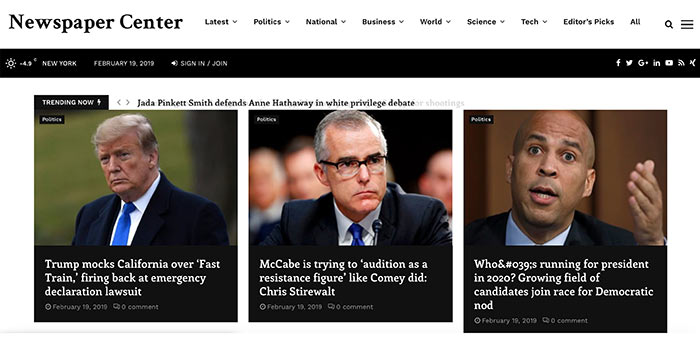 Newspaper Center
Latest Politics National Business World Science Tech Editor's Picks All
-4.9 C NEW YORK FEBRUARY 19, 2019 SIGN IN / JOIN
TRENDING NOW Jada Pinkett Smith defends Anne Hathaway in white privilege debate er shootings
Politics
Trump mocks California over ‘Fast
Train,’ firing back at emergency
declaration lawsuit
February 19, 2019 0 comment
Politics
McCabe is trying to ‘audition as a
resistance figure’ like Comey did:
Chris Stirewalt
February 19, 2019 0 comment
Politics
Who&#039;s running for president
in 2020? Growing field of
candidates join race for Democratic
nod
February 19, 2019 0 comment